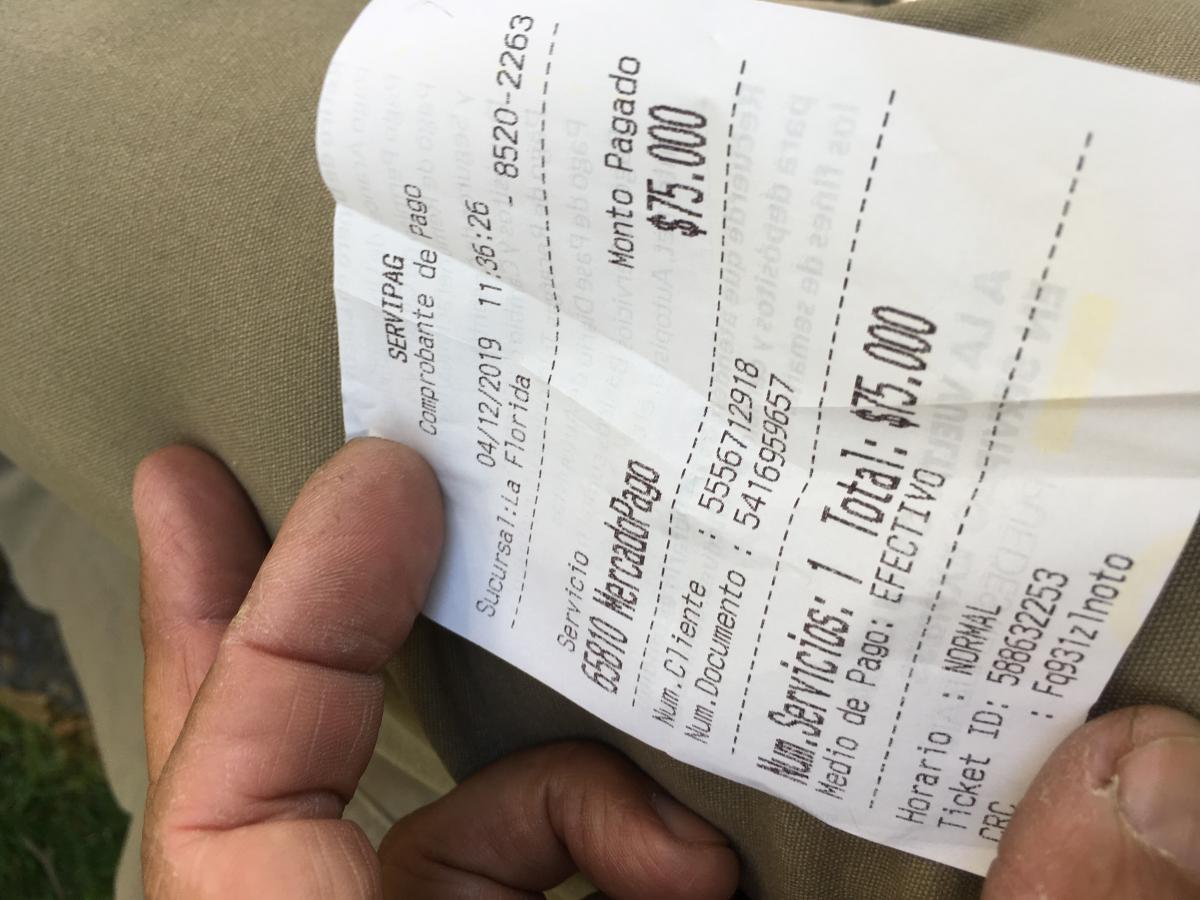 SERVIPAG
Comprobante de Pago
04/12/2019 11:36:26
Sucursal:La Florida - 8520-2263
Servicio Monto Pagado
65810 MercadoPago $75.000
Num.Cliente : 5556712918
Num.Documento : 5416959657
Num.Servicios: 1 Total: $75.000
Medio de Pago: EFECTIVO
Horario : NORMAL
Ticket ID: 588632253
CRC : Fq931zlnoto